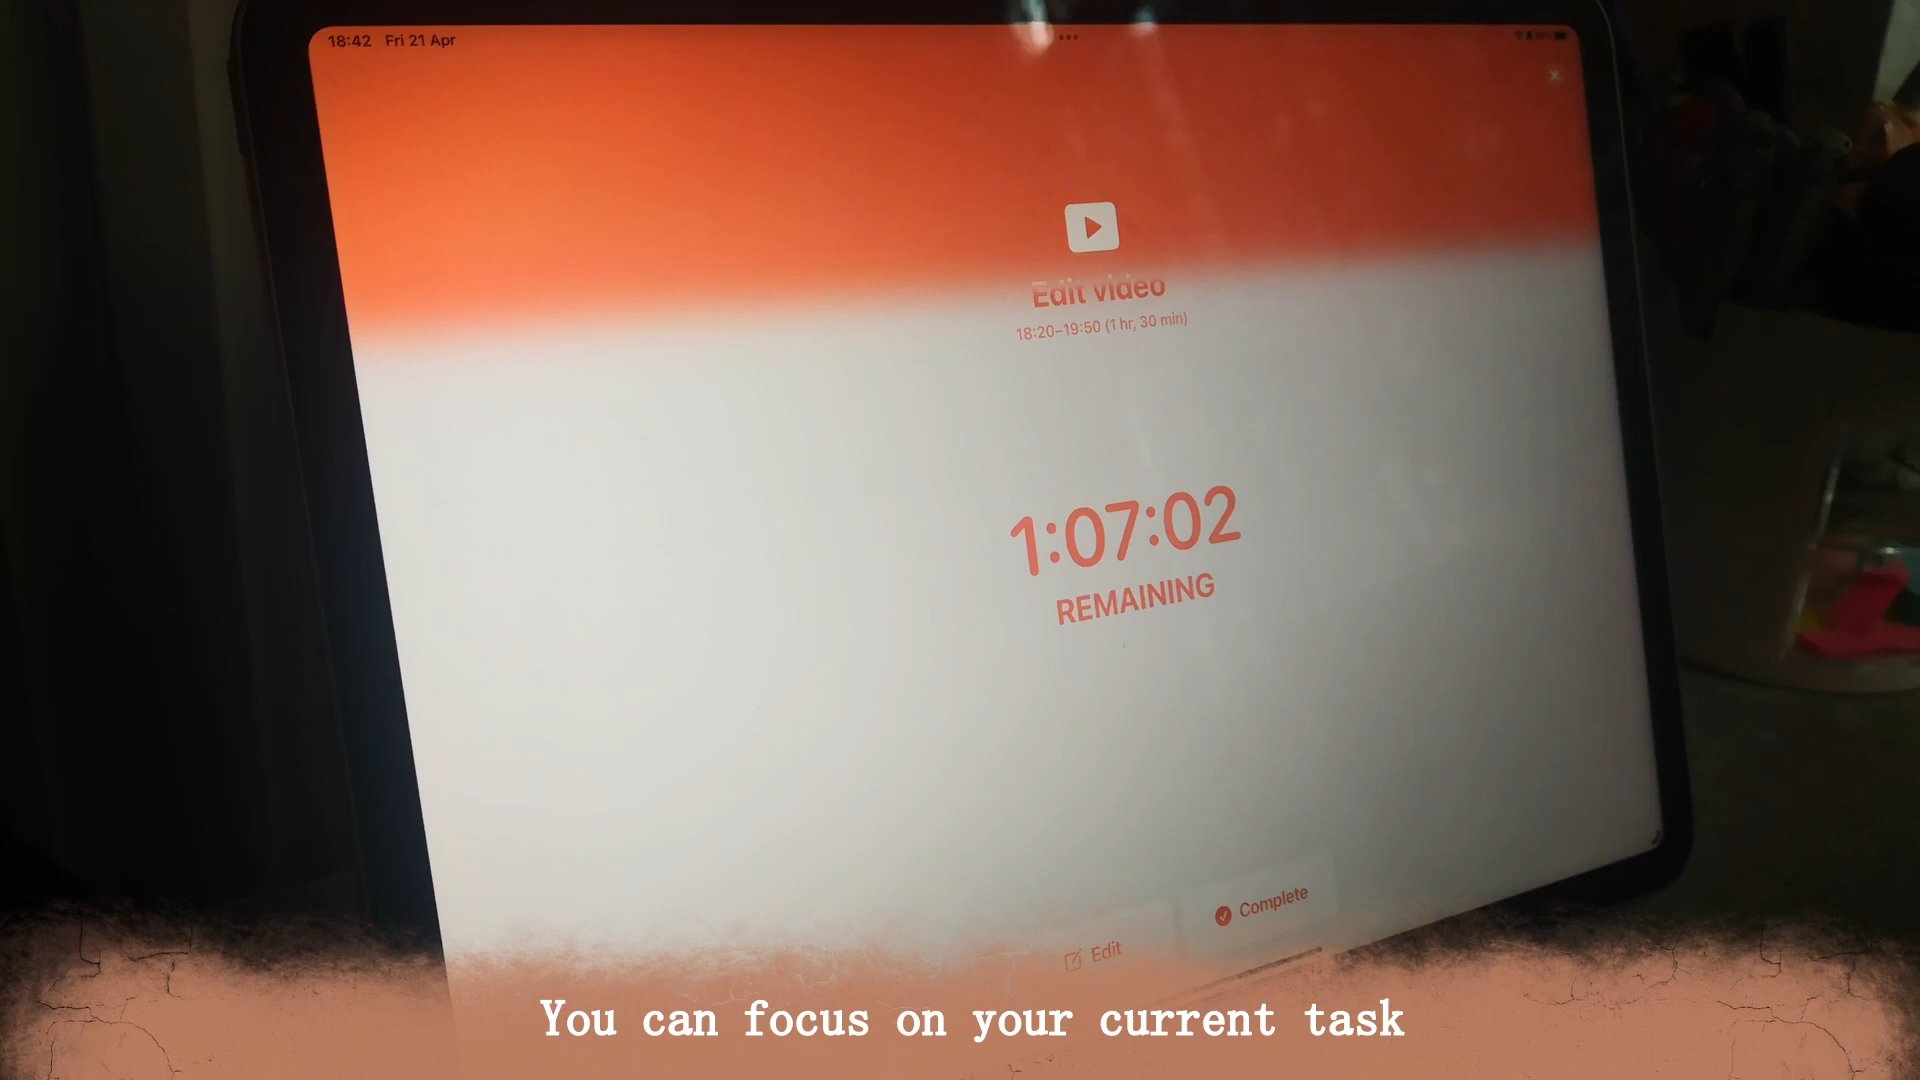 18:42 Fri 21 Apr
Edit video
18:20–19:50 (1 hr, 30 min)
1:07:02
REMAINING
Complete
Edit
You can focus on your current task